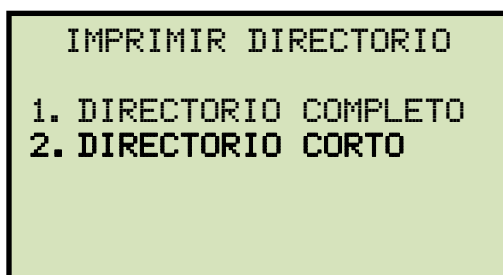 IMPRIMIR DIRECTORIO
1. DIRECTORIO COMPLETO
2. DIRECTORIO CORTO